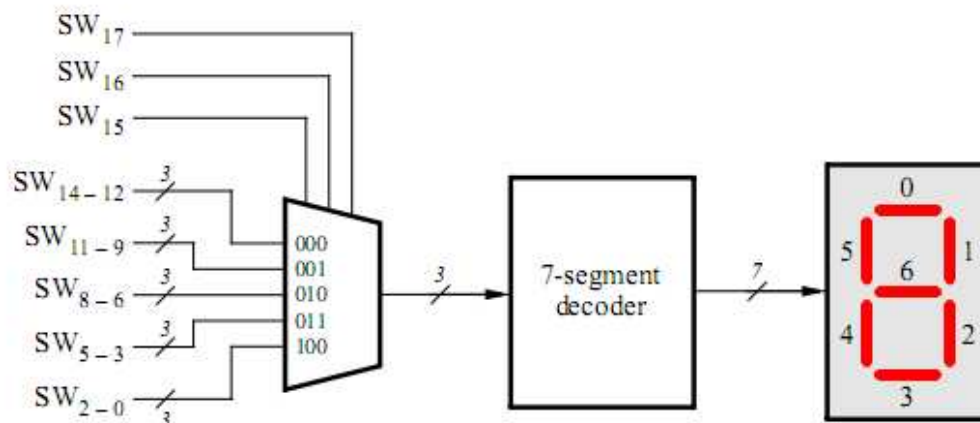 SW17
SW16
SW15
SW14 – 12
3
SW11 – 9
3
SW8 – 6
3
SW5 – 3
3
SW2 – 0
3
000
001
010
011
100
3
7-segment
decoder
7
0
5
1
6
4
2
3